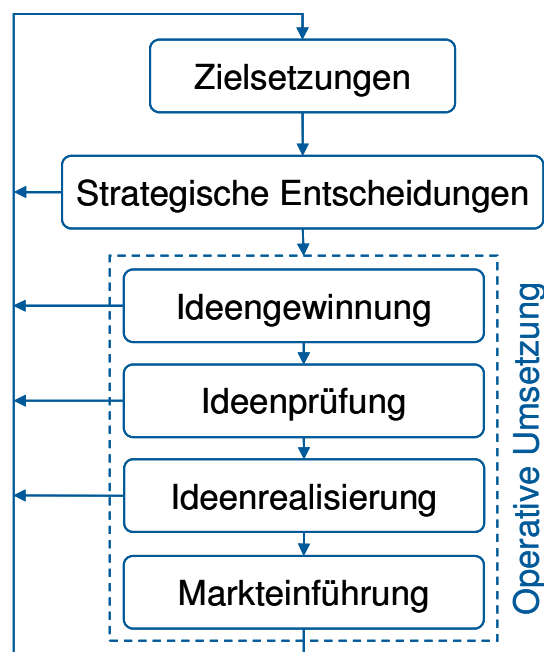 Zielsetzungen
Strategische Entscheidungen
Ideengewinnung
Ideenprüfung
Ideenrealisierung
Markteinführung
Operative Umsetzung